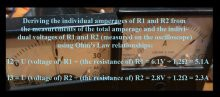 Deriving the individual amperages of R1 and R2 from
the measurements of the total amperage and the indivi-
dual voltages of R1 and R2 (measured on the oscilloscope)
using Ohm's Law relationships:
I2 = U (voltage) of R1 ÷ (the resistance of) R1 = 6.1V ÷ 1.2Ω = 5.1A
I3 = U (voltage) of R2 ÷ (the resistance of) R2 = 2.8V ÷ 1.2Ω = 2.3A